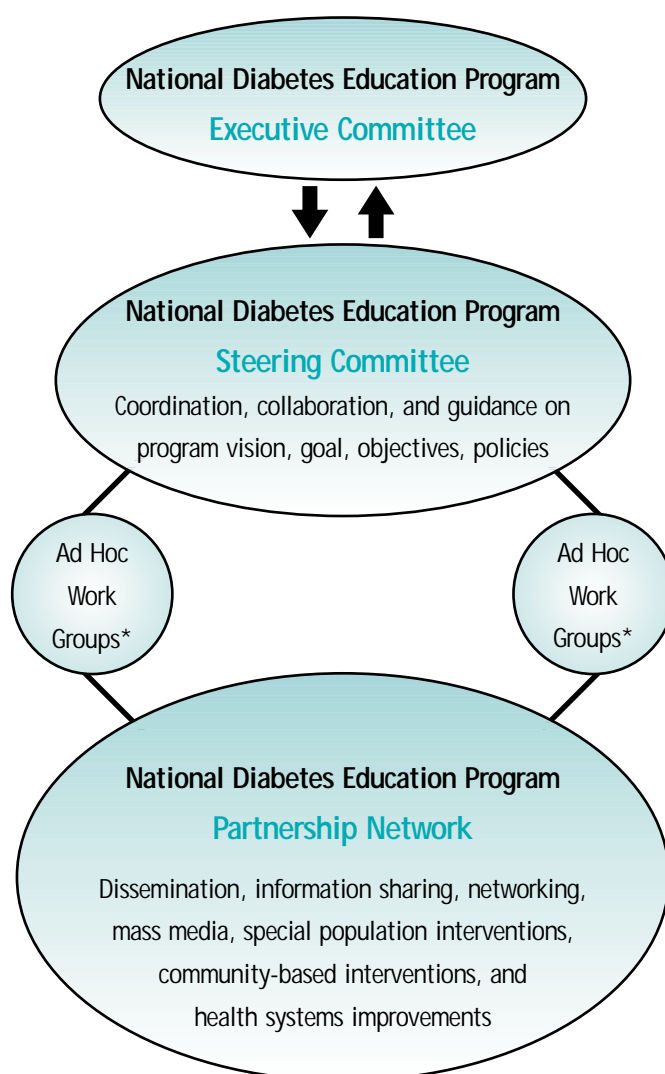 National Diabetes Education Program
Executive Committee
National Diabetes Education Program
Steering Committee
Coordination, collaboration, and guidance on
program vision, goal, objectives, policies
Ad Hoc
Work
Groups*
Ad Hoc
Work
Groups*
National Diabetes Education Program
Partnership Network
Dissemination, information sharing, networking,
mass media, special population interventions,
community-based interventions, and
health systems improvements